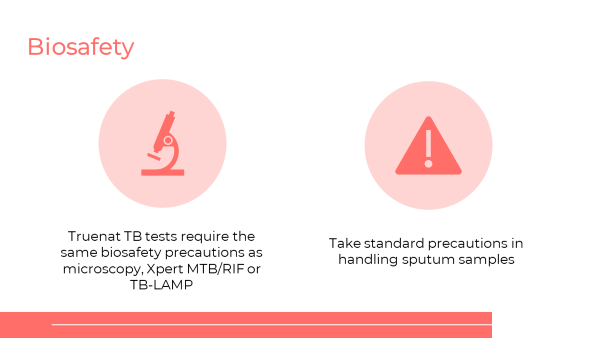 Biosafety
Truenat TB tests require the
same biosafety precautions as
microscopy, Xpert MTB/RIF or
TB-LAMP
Take standard precautions in
handling sputum samples